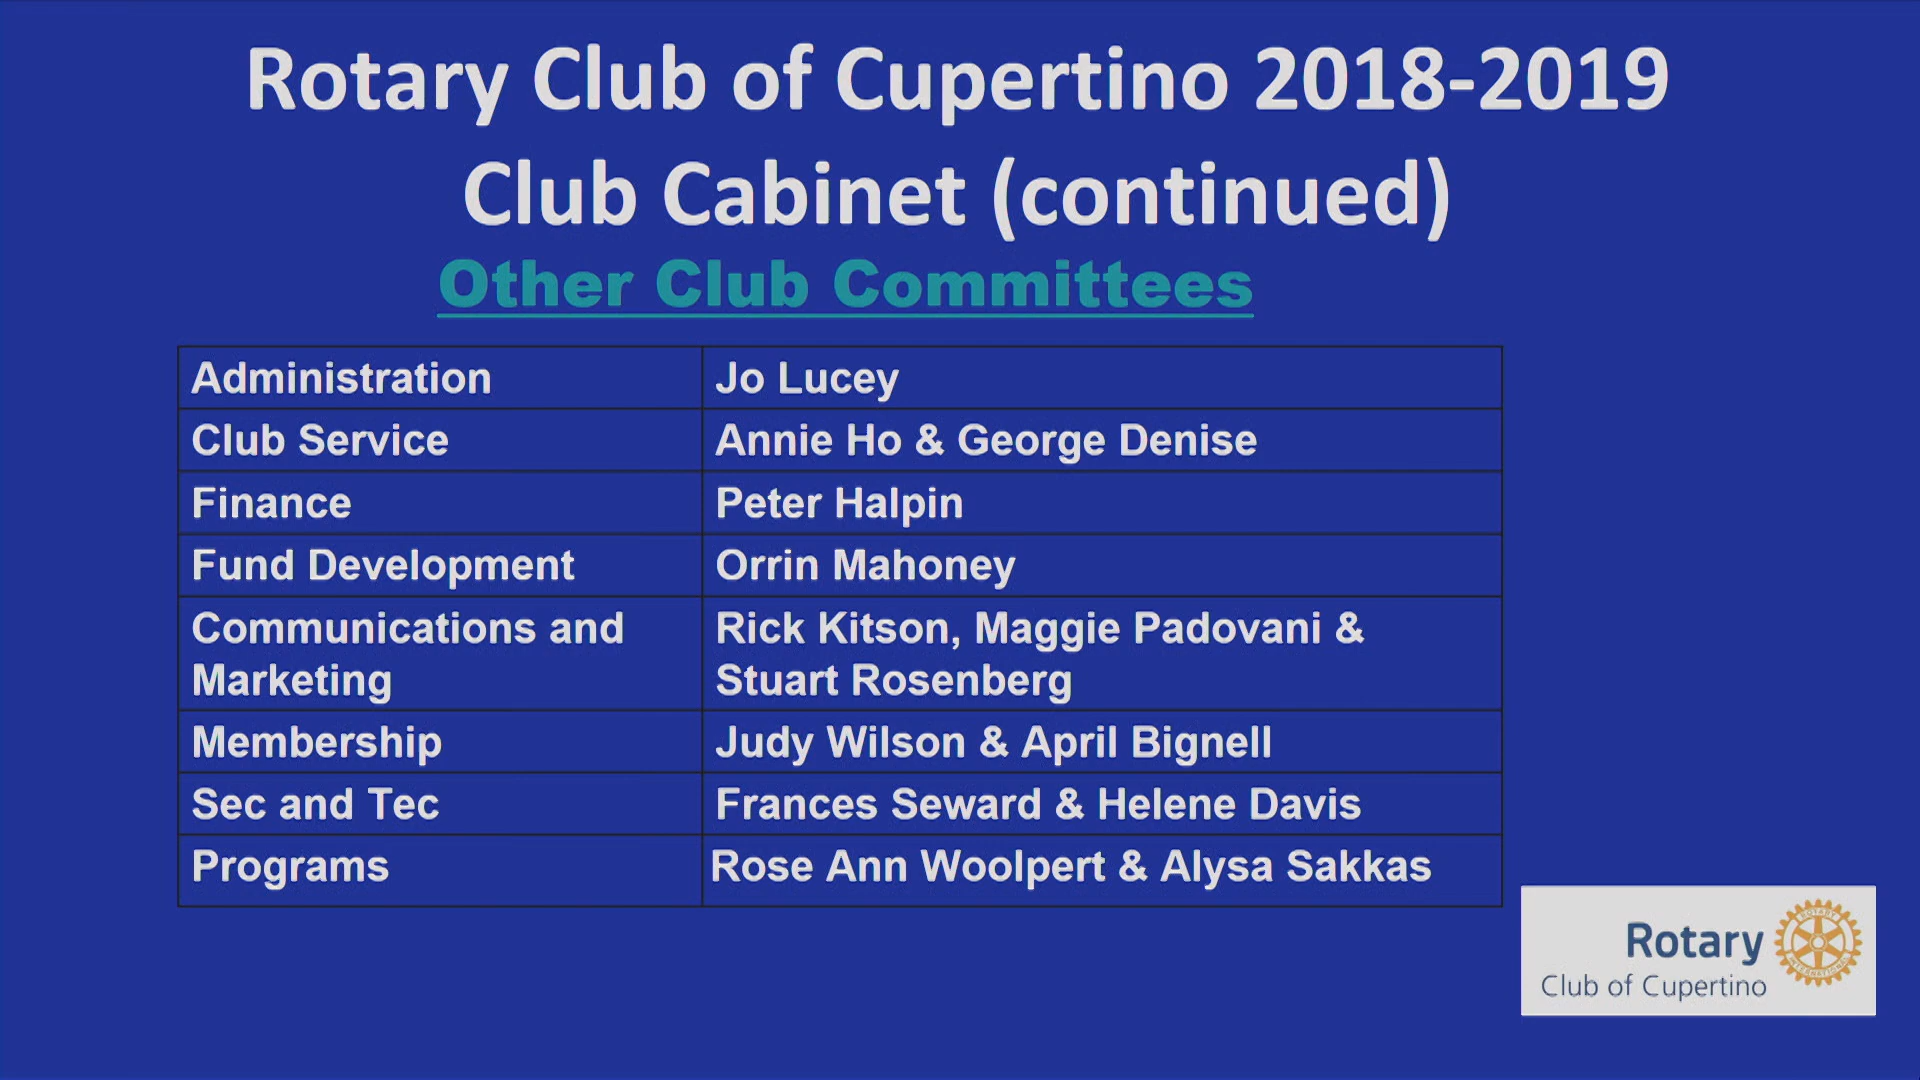 Rotary Club of Cupertino 2018-2019
Club Cabinet (continued)
Other Club Committees
Administration
Jo Lucey
Club Service
Annie Ho & George Denise
Finance
Peter Halpin
Fund Development
Orrin Mahoney
Communications and
Marketing
Rick Kitson, Maggie Padovani &
Stuart Rosenberg
Membership
Judy Wilson & April Bignell
Sec and Tec
Frances Seward & Helene Davis
Programs
Rose Ann Woolpert & Alysa Sakkas
Rotary
Club of Cupertino
ROTARY
INTERNATIONAL